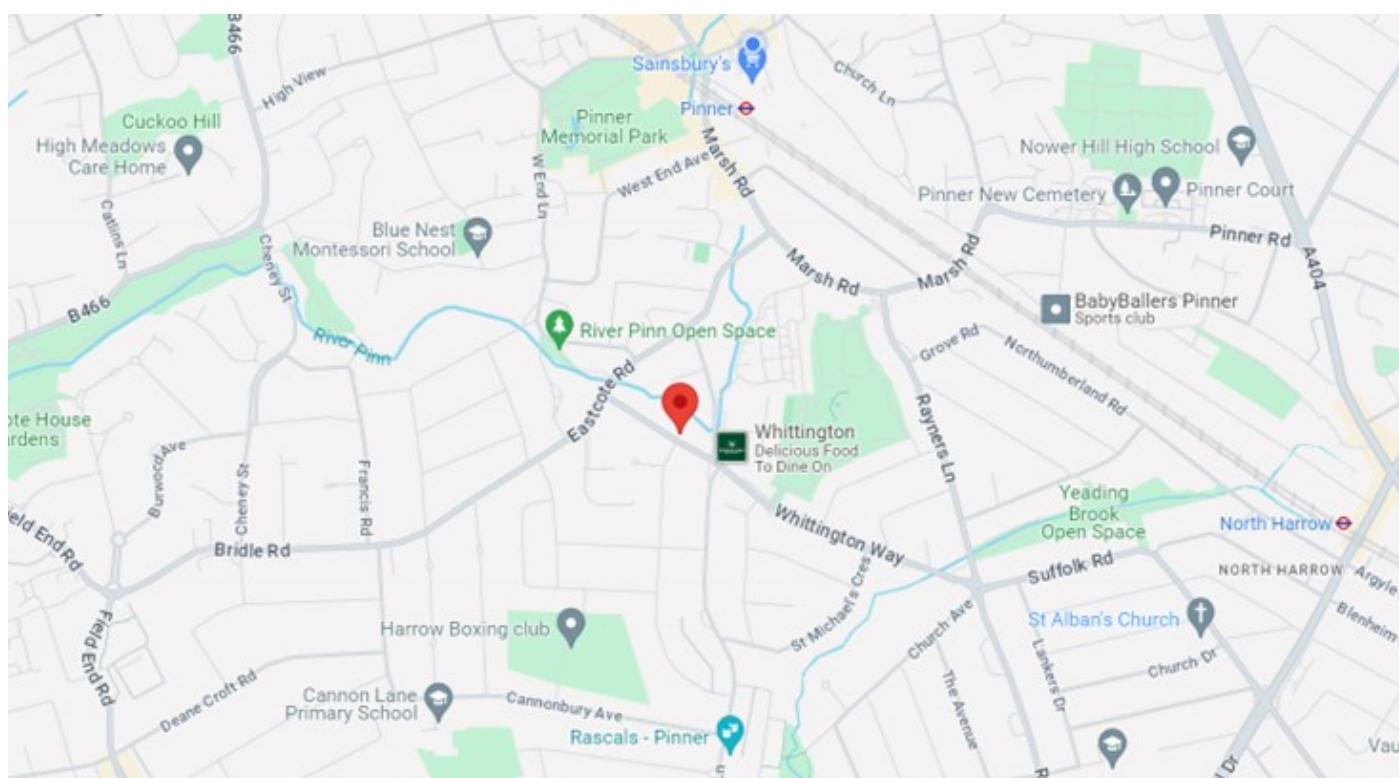 B466
Sainsbury's
High View
Church Ln
Cuckoo Hill
Pinner
Pinner
Memorial Park
High Meadows
Care Home
Marsh Rd
Nower Hill High School
W End Ln
West End Ave
Pinner New Cemetery
Pinner Court
Catlins Ln
Blue Nest
Montessori School
Pinner Rd
Cheney St
Marsh Rd
Marsh Rd
A404
B466
BabyBallers Pinner
Sports club
River Pinn
River Pinn Open Space
Grove Rd
Northumberland Rd
Eastcote Rd
Rayners Ln
ote House
ardens
Whittington
Delicious Food
To Dine On
Burwood Ave
Cheney St
Francis Rd
Yeading
Brook
Open Space
Whittington Way
North Harrow
ield End Rd
Bridle Rd
Suffolk Rd
NORTH HARROW
Argyle
St Michael's Cres
Blenheim
Field End Rd
Harrow Boxing club
Church Ave
St Alban's Church
Lankers Dr
Church Dr
Deane Croft Rd
Cannon Lane
Primary School
Cannonbury Ave
The Avenue
Rascals - Pinner
Vau
R
l Dr